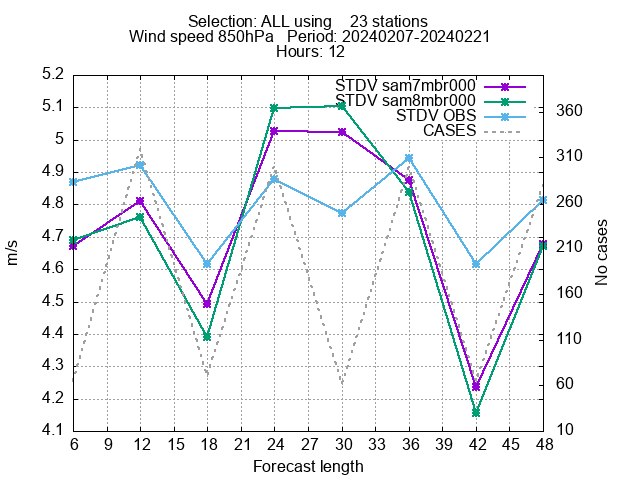 Selection: ALL using    23 stations
Wind speed 850hPa   Period: 20240207-20240221
Hours: 12
STDV sam7mbr000
STDV sam8mbr000
STDV OBS
CASES
5.2
5.1
5
4.9
4.8
4.7
4.6
4.5
4.4
4.3
4.2
4.1
m/s
360
310
260
210
160
110
60
10
No cases
6 9 12 15 18 21 24 27 30 33 36 39 42 45 48
Forecast length